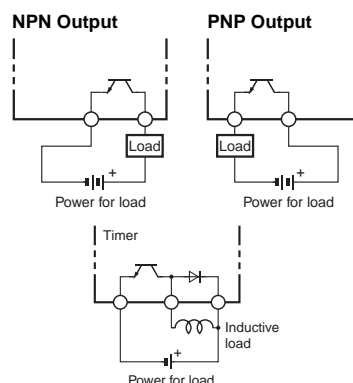 NPN Output
PNP Output
Load
+
Power for load
Load
+
Power for load
Timer
Inductive
load
+
Power for load